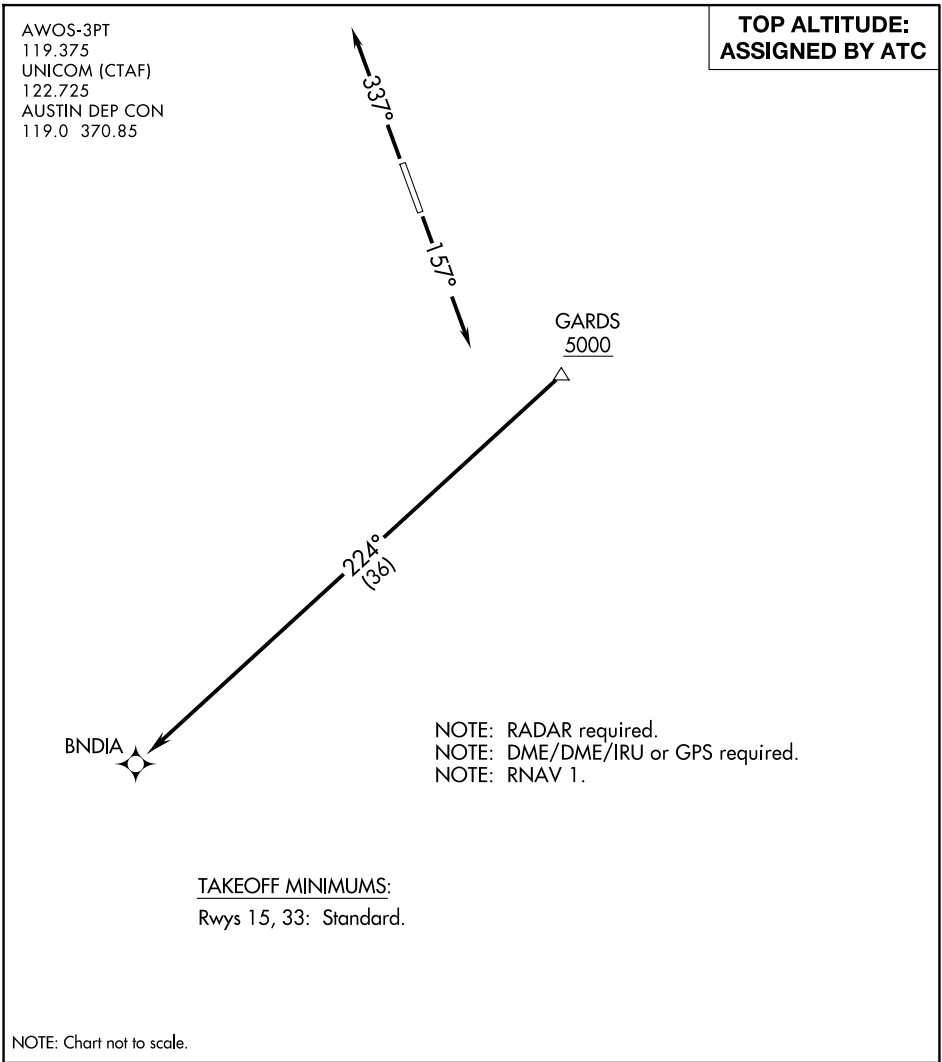 AWOS-3PT
119.375
UNICOM (CTAF)
122.725
AUSTIN DEP CON
119.0 370.85
TOP ALTITUDE:
ASSIGNED BY ATC
337°
157°
GARDS
5000
224°
(36)
BNDIA
NOTE: RADAR required.
NOTE: DME/DME/IRU or GPS required.
NOTE: RNAV 1.
TAKEOFF MINIMUMS:
Rwys 15, 33: Standard.
NOTE: Chart not to scale.